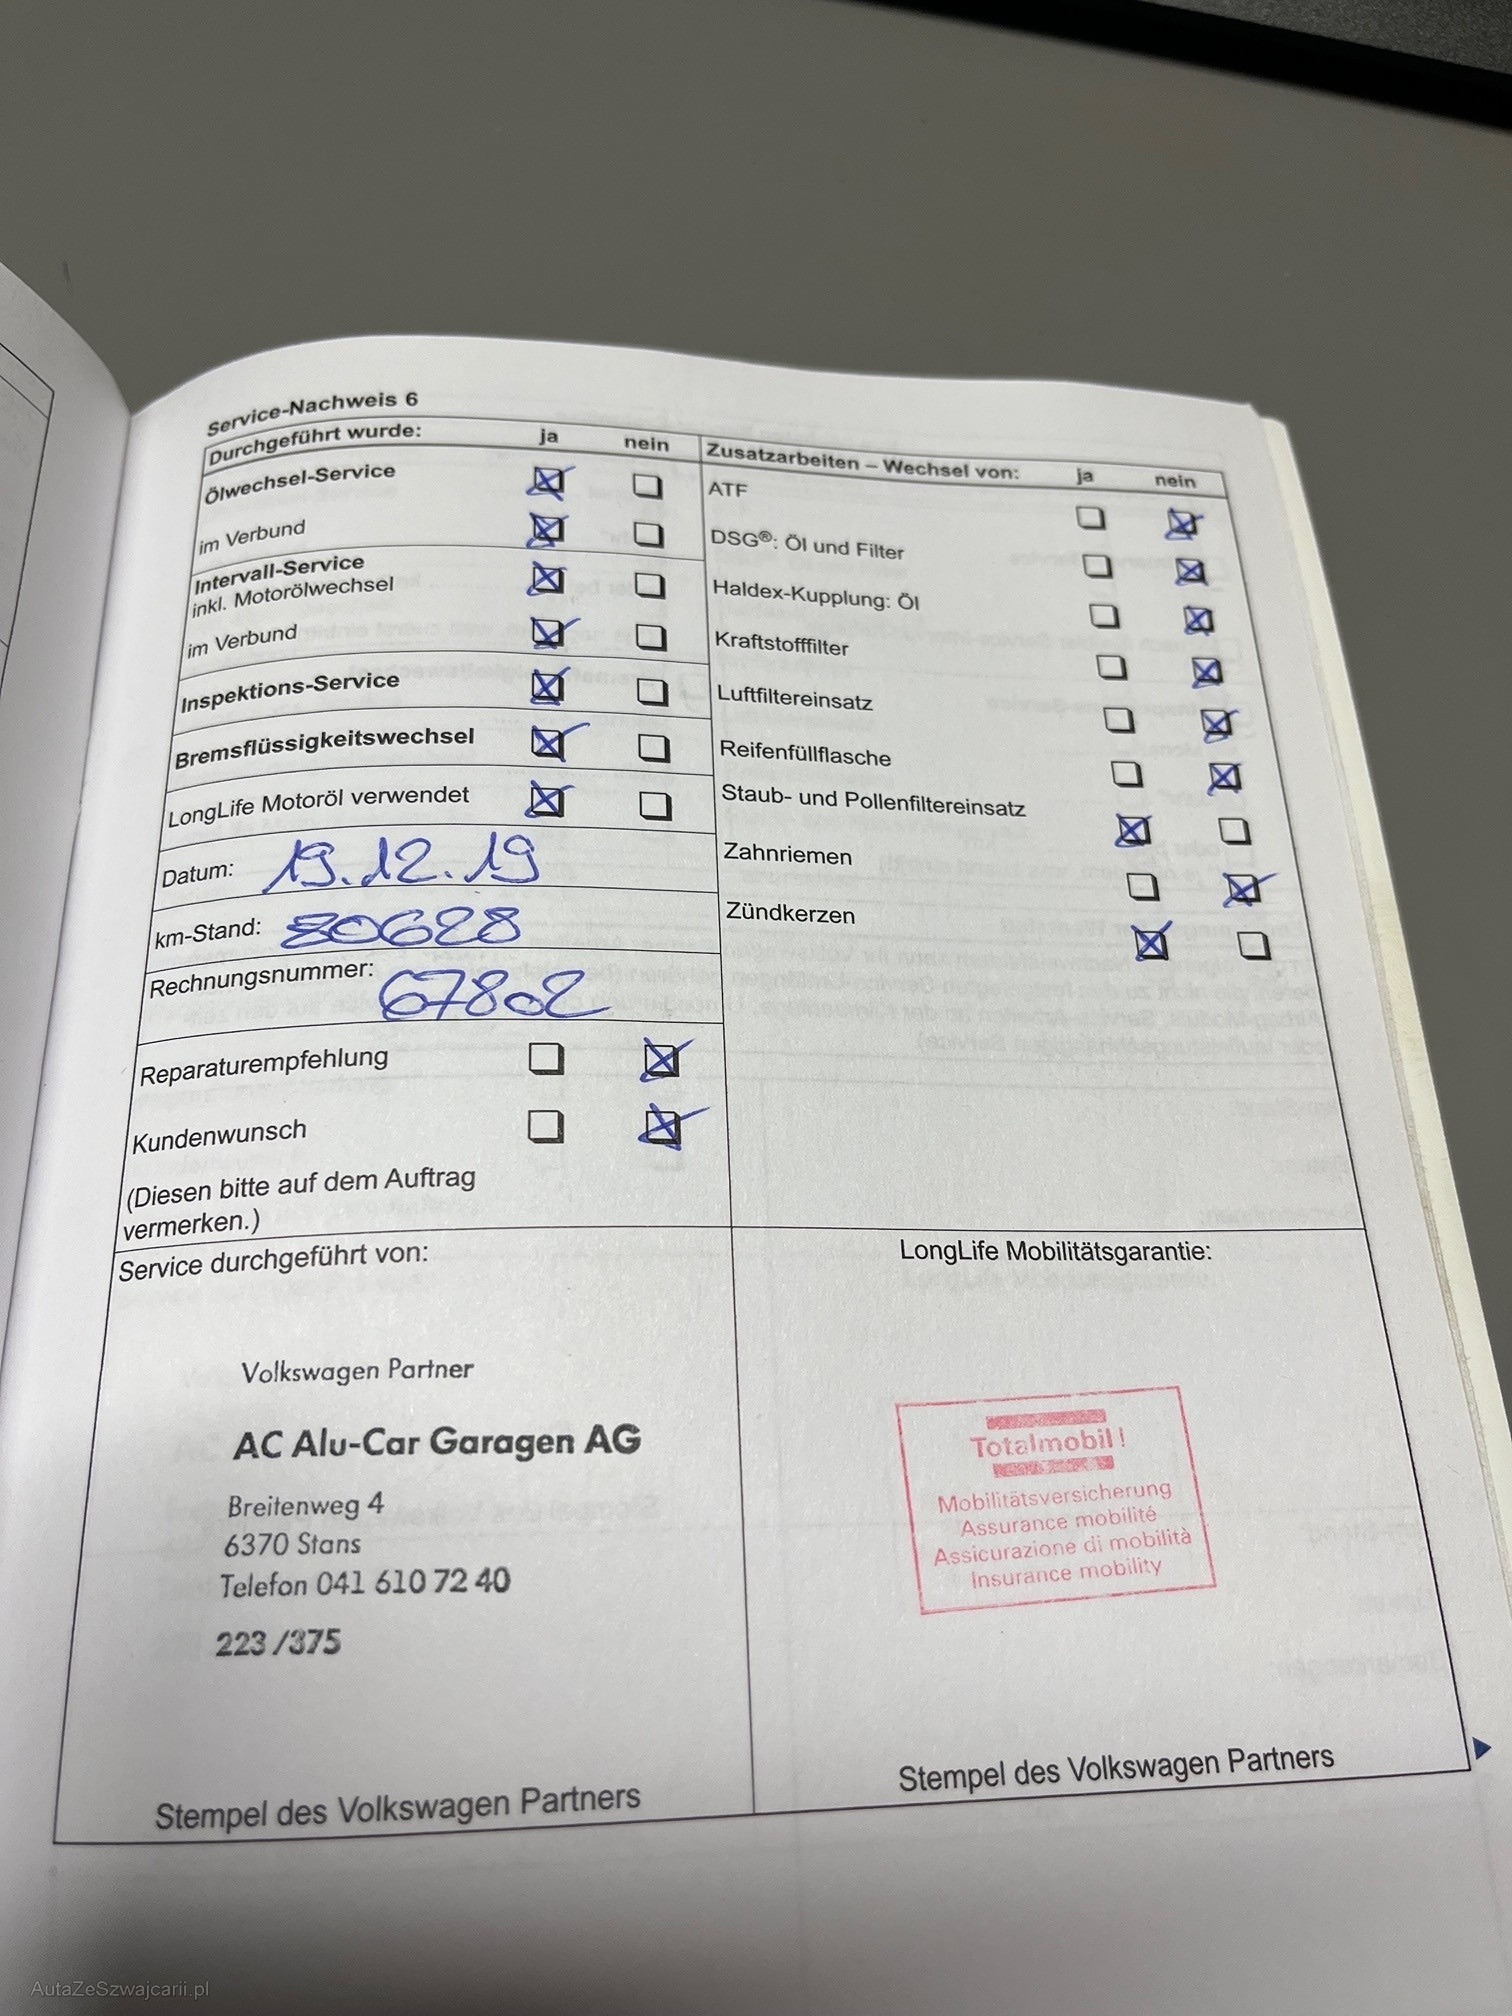 Service-Nachweis 6
Durchgeführt wurde: ja nein
Ölwechsel-Service
im Verbund
Intervall-Service
inkl. Motorölwechsel
im Verbund
Inspektions-Service
Bremsflüssigkeitswechsel
LongLife Motoröl verwendet
Datum: 19.12.19
km-Stand: 80628
Rechnungsnummer: 67802
Reparaturempfehlung
Kundenwunsch
(Diesen bitte auf dem Auftrag
vermerken.)
Zusatzarbeiten – Wechsel von: ja nein
ATF
DSG®: Öl und Filter
Haldex-Kupplung: Öl
Kraftstofffilter
Luftfiltereinsatz
Reifenfüllflasche
Staub- und Pollenfiltereinsatz
Zahnriemen
Zündkerzen
Service durchgeführt von:
Volkswagen Partner
AC Alu-Car Garagen AG
Breitenweg 4
6370 Stans
Telefon 041 610 72 40
223 /375
Stempel des Volkswagen Partners
LongLife Mobilitätsgarantie:
Totalmobil!
Mobilitätsversicherung
Assurance mobilité
Assicurazione di mobilità
Insurance mobility
Stempel des Volkswagen Partners
AutaZeSzwajcarii.pl